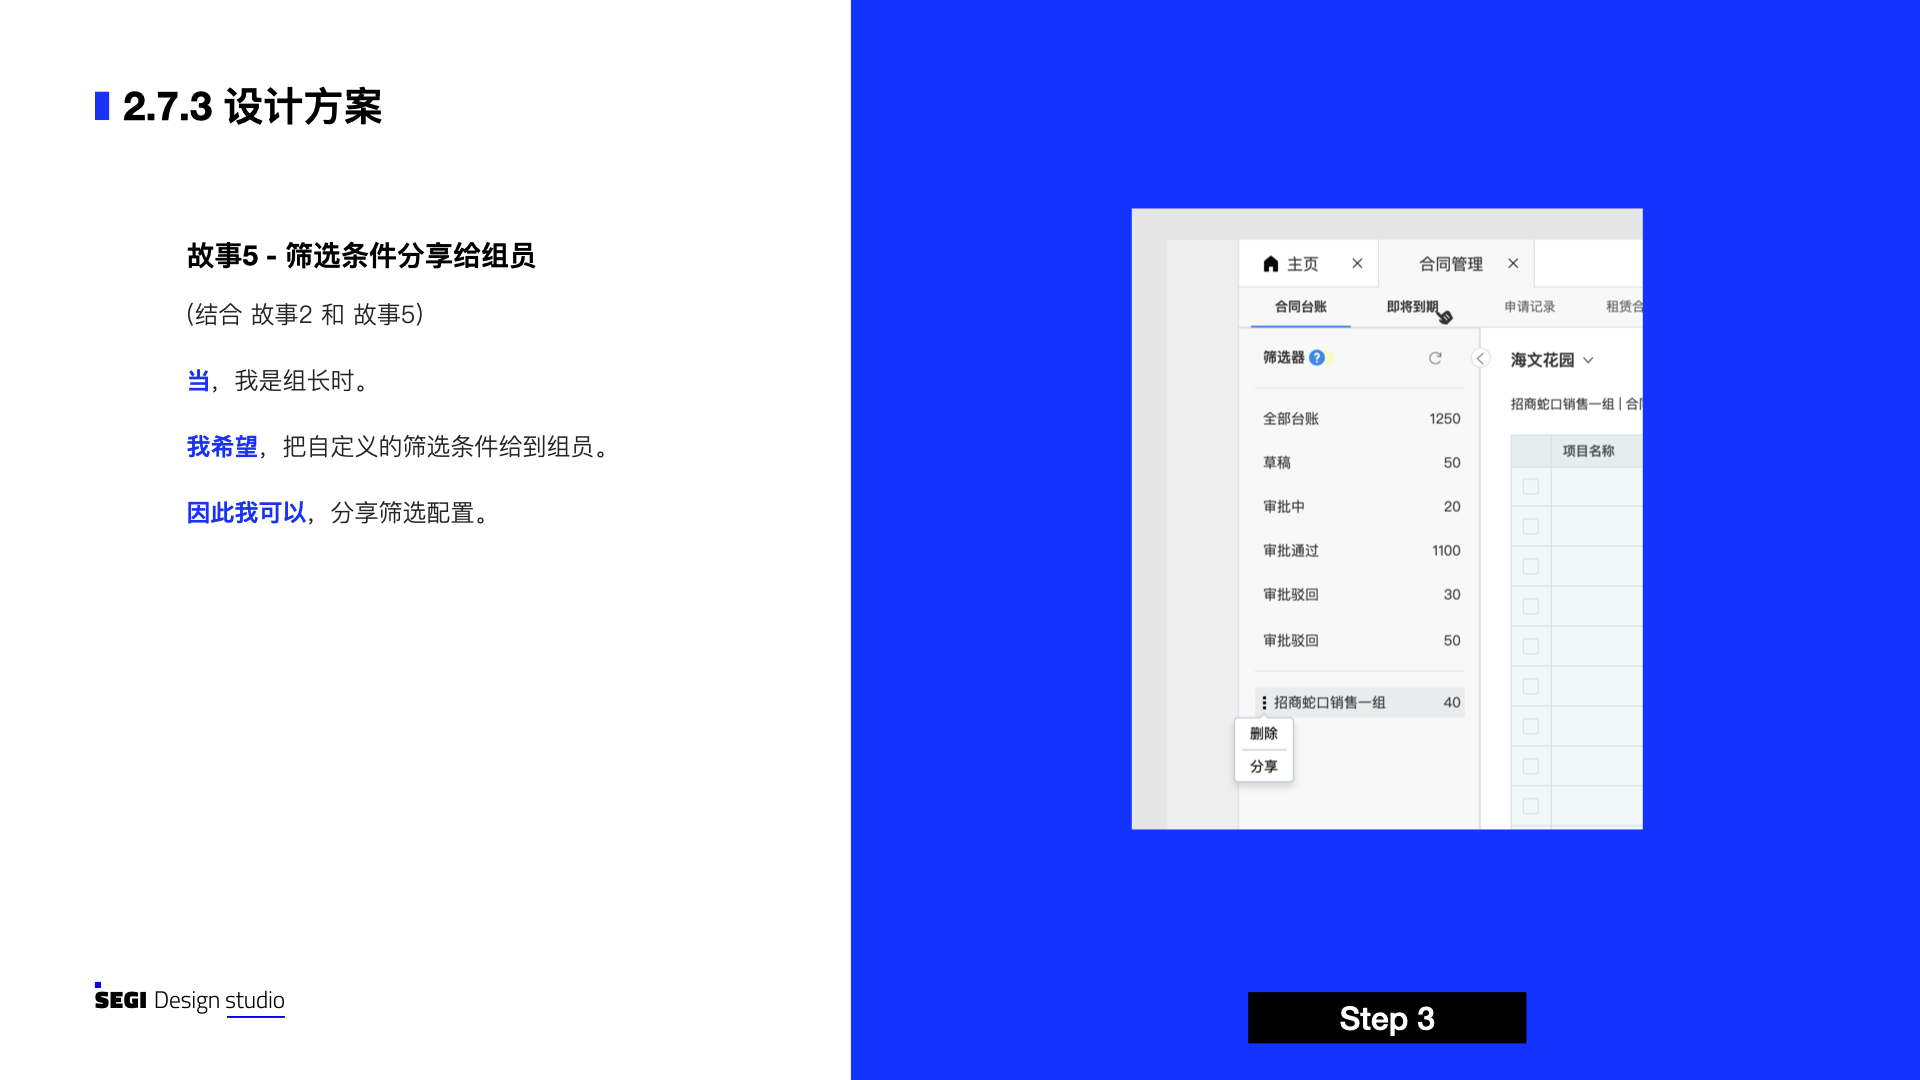 2.7.3 设计方案
故事5 - 筛选条件分享给组员
(结合 故事2 和 故事5)
当，我是组长时。
我希望，把自定义的筛选条件给到组员。
因此我可以，分享筛选配置。
SEGI Design studio
主页
合同管理
合同台账
即将到期
申请记录
租赁合
筛选器 ?
海文花园
招商蛇口销售一组 | 合
项目名称
全部台账 1250
草稿 50
审批中 20
审批通过 1100
审批驳回 30
审批驳回 50
招商蛇口销售一组 40
删除
分享
Step 3